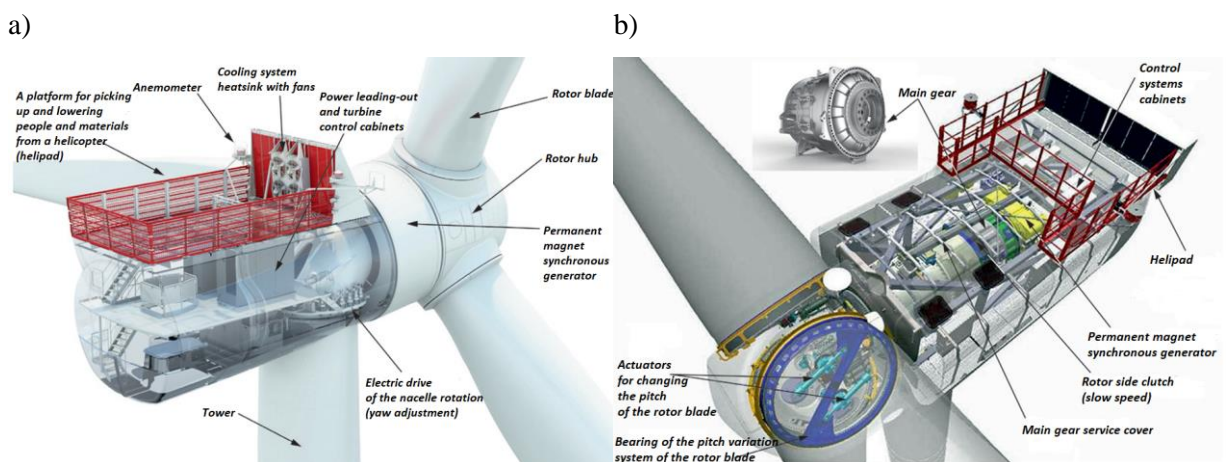 a)
b)
Cooling system
heatsink with fans
Anemometer
A platform for picking
up and lowering
people and materials
from a helicopter
(helipad)
Power leading-out
and turbine
control cabinets
Rotor blade
Rotor hub
Permanent
magnet
synchronous
generator
Electric drive
of the nacelle rotation
(yaw adjustment)
Tower
Main gear
Control
systems
cabinets
Helipad
Permanent magnet
synchronous generator
Rotor side clutch
(slow speed)
Main gear service cover
Actuators
for changing
the pitch
of the rotor blade
Bearing of the pitch variation
system of the rotor blade